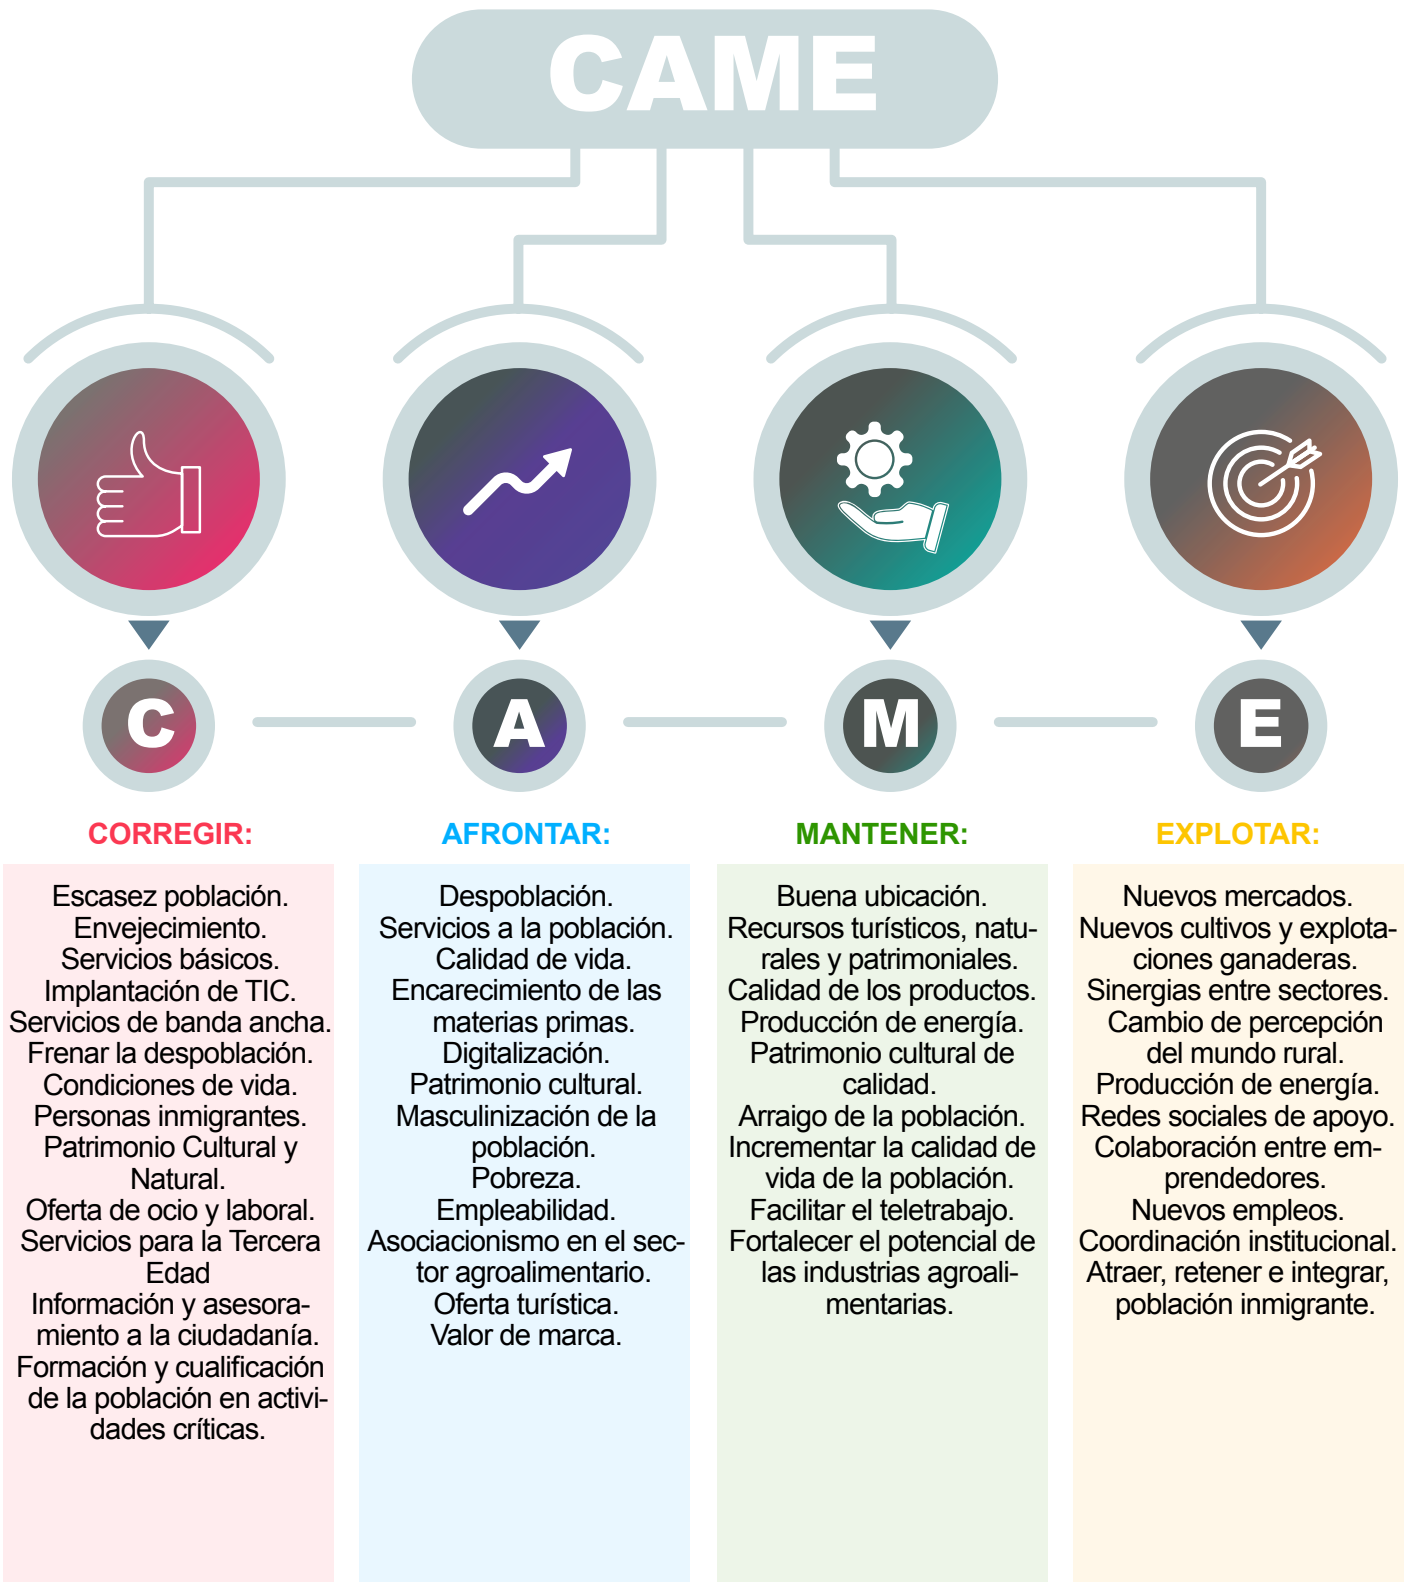 CAME
C
A
M
E
CORREGIR:
Escasez población.
Envejecimiento.
Servicios básicos.
Implantación de TIC.
Servicios de banda ancha.
Frenar la despoblación.
Condiciones de vida.
Personas inmigrantes.
Patrimonio Cultural y
Natural.
Oferta de ocio y laboral.
Servicios para la Tercera
Edad
Información y asesora-
miento a la ciudadanía.
Formación y cualificación
de la población en activi-
dades críticas.
AFRONTAR:
Despoblación.
Servicios a la población.
Calidad de vida.
Encarecimiento de las
materias primas.
Digitalización.
Patrimonio cultural.
Masculinización de la
población.
Pobreza.
Empleabilidad.
Asociacionismo en el sec-
tor agroalimentario.
Oferta turística.
Valor de marca.
MANTENER:
Buena ubicación.
Recursos turísticos, natu-
rales y patrimoniales.
Calidad de los productos.
Producción de energía.
Patrimonio cultural de
calidad.
Arraigo de la población.
Incrementar la calidad de
vida de la población.
Facilitar el teletrabajo.
Fortalecer el potencial de
las industrias agroali-
mentarias.
EXPLOTAR:
Nuevos mercados.
Nuevos cultivos y explota-
ciones ganaderas.
Sinergias entre sectores.
Cambio de percepción
del mundo rural.
Producción de energía.
Redes sociales de apoyo.
Colaboración entre em-
prendedores.
Nuevos empleos.
Coordinación institucional.
Atraer, retener e integrar,
población inmigrante.